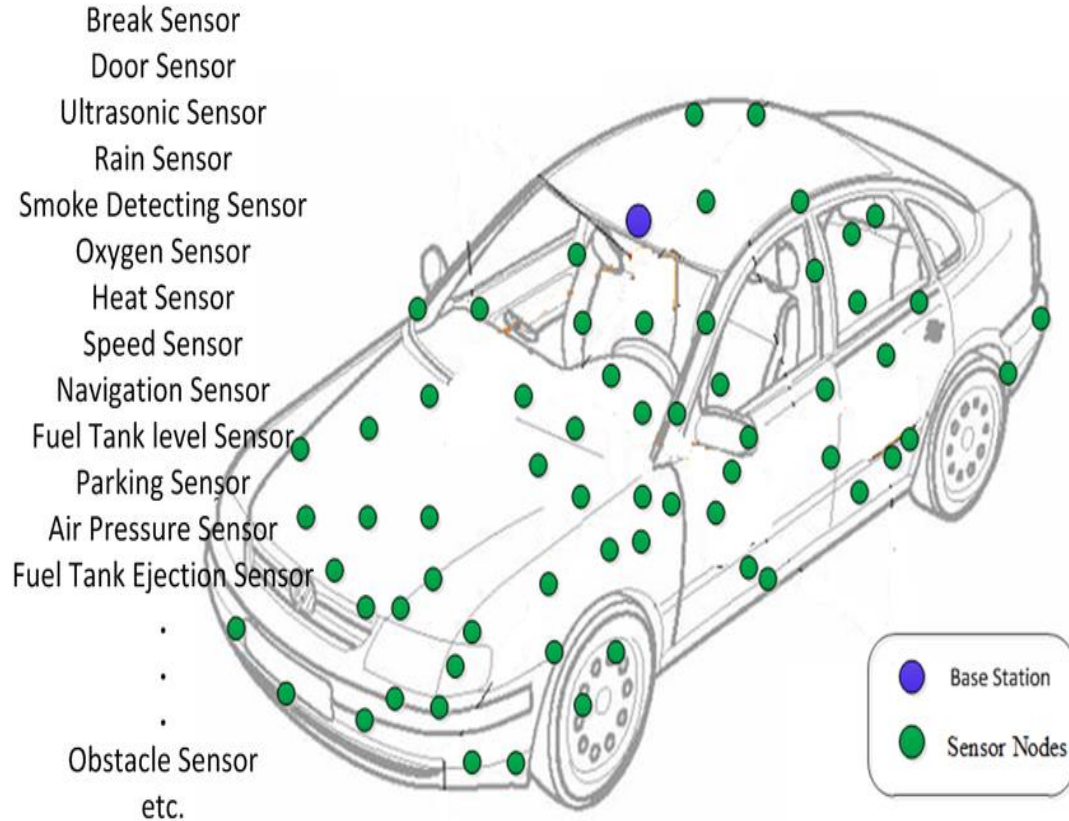 Break Sensor
Door Sensor
Ultrasonic Sensor
Rain Sensor
Smoke Detecting Sensor
Oxygen Sensor
Heat Sensor
Speed Sensor
Navigation Sensor
Fuel Tank level Sensor
Parking Sensor
Air Pressure Sensor
Fuel Tank Ejection Sensor
.
.
.
Obstacle Sensor
etc.
Base Station
Sensor Nodes